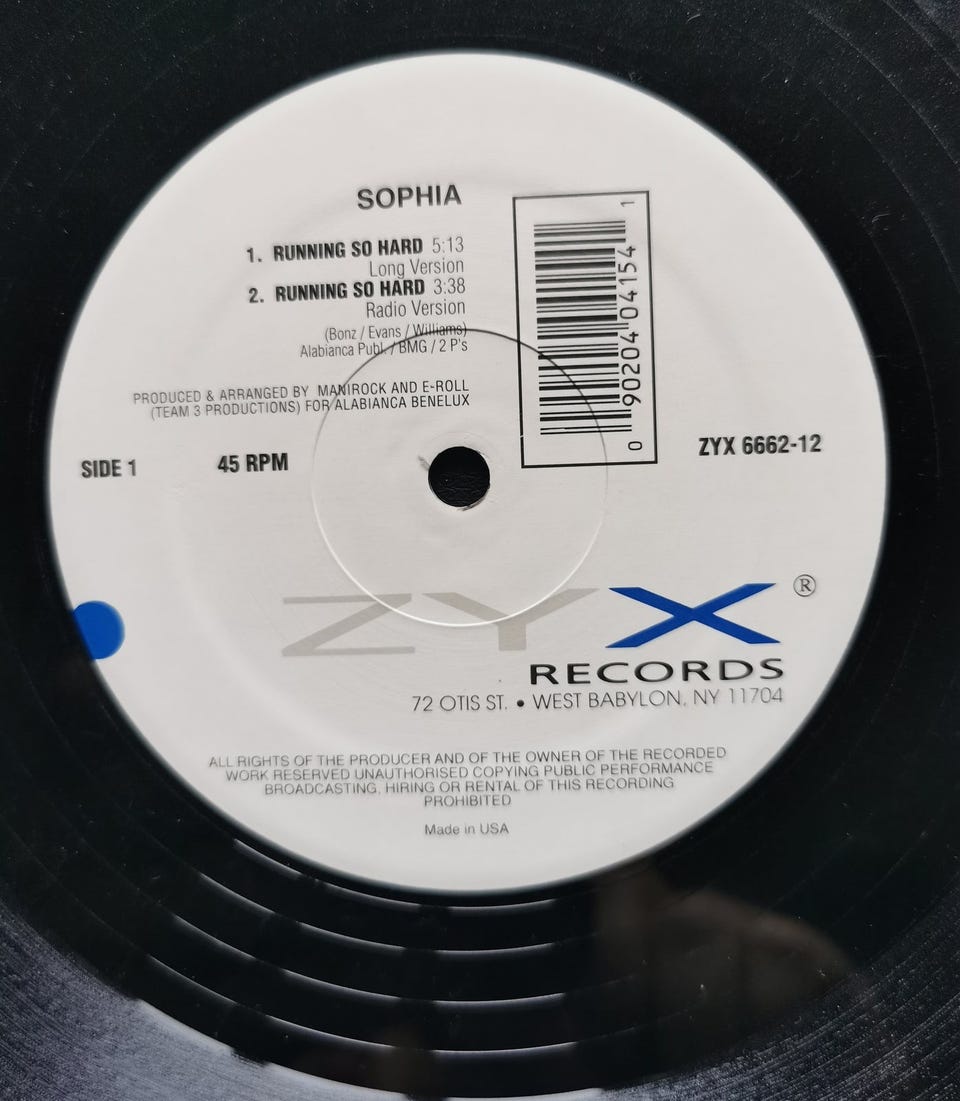 SOPHIA
1. RUNNING SO HARD 5:13
Long Version
2. RUNNING SO HARD 3:38
Radio Version
(Bonz / Evans / Williams)
Alabianca Publ. / BMG / 2 P's
PRODUCED & ARRANGED BY MANIROCK AND E-ROLL
(TEAM 3 PRODUCTIONS) FOR ALABIANCA BENELUX
SIDE 1
45 RPM
0 90204 04154 1
ZYX 6662-12
ZYX ®
RECORDS
72 OTIS ST. • WEST BABYLON, NY 11704
ALL RIGHTS OF THE PRODUCER AND OF THE OWNER OF THE RECORDED
WORK RESERVED UNAUTHORISED COPYING PUBLIC PERFORMANCE
BROADCASTING, HIRING OR RENTAL OF THIS RECORDING
PROHIBITED
Made in USA